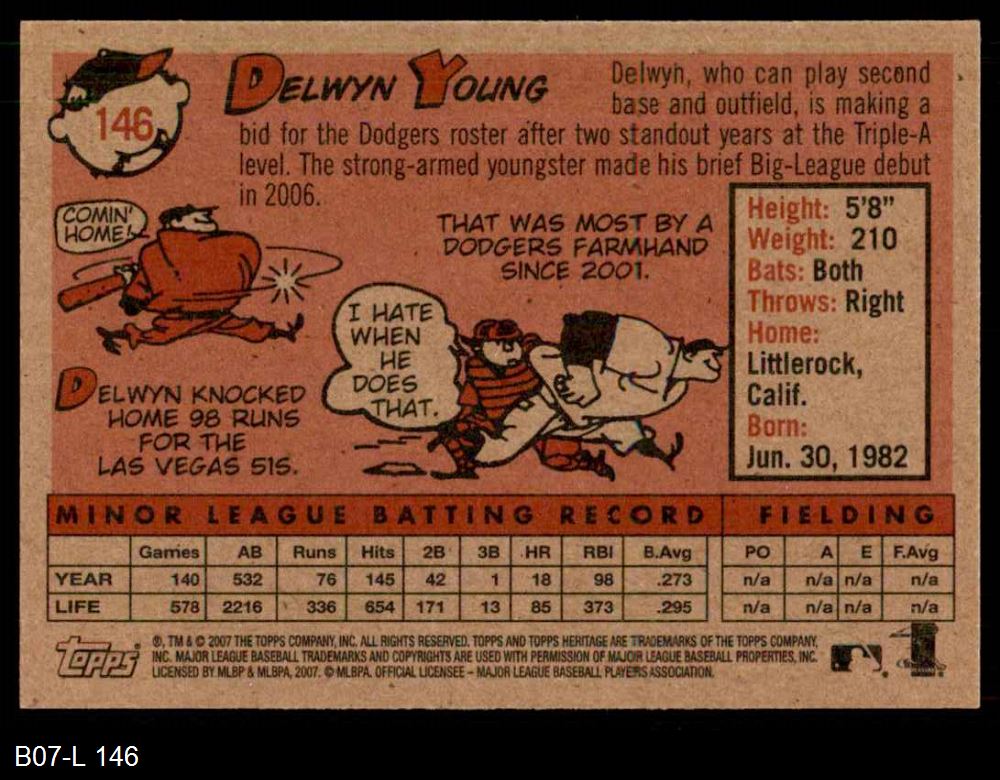 146
DELWYN YOUNG
Delwyn, who can play second
base and outfield, is making a
bid for the Dodgers roster after two standout years at the Triple-A
level. The strong-armed youngster made his brief Big-League debut
in 2006.
COMIN'
HOME!
THAT WAS MOST BY A
DODGERS FARMHAND
SINCE 2001.
I HATE
WHEN
HE
DOES
THAT.
DELWYN KNOCKED
HOME 98 RUNS
FOR THE
LAS VEGAS 51S.
Height: 5'8"
Weight: 210
Bats: Both
Throws: Right
Home:
Littlerock,
Calif.
Born:
Jun. 30, 1982
MINOR LEAGUE BATTING RECORD FIELDING
Games AB Runs Hits 2B 3B HR RBI B.Avg PO A E F.Avg
YEAR 140 532 76 145 42 1 18 98 .273 n/a n/a n/a n/a
LIFE 578 2216 336 654 171 13 85 373 .295 n/a n/a n/a n/a
Topps
®, TM & © 2007 THE TOPPS COMPANY, INC. ALL RIGHTS RESERVED. TOPPS AND TOPPS HERITAGE ARE TRADEMARKS OF THE TOPPS COMPANY,
INC. MAJOR LEAGUE BASEBALL TRADEMARKS AND COPYRIGHTS ARE USED WITH PERMISSION OF MAJOR LEAGUE BASEBALL PROPERTIES, INC.
LICENSED BY MLBP & MLBPA, 2007. © MLBPA. OFFICIAL LICENSEE – MAJOR LEAGUE BASEBALL PLAYERS ASSOCIATION.
B07-L 146